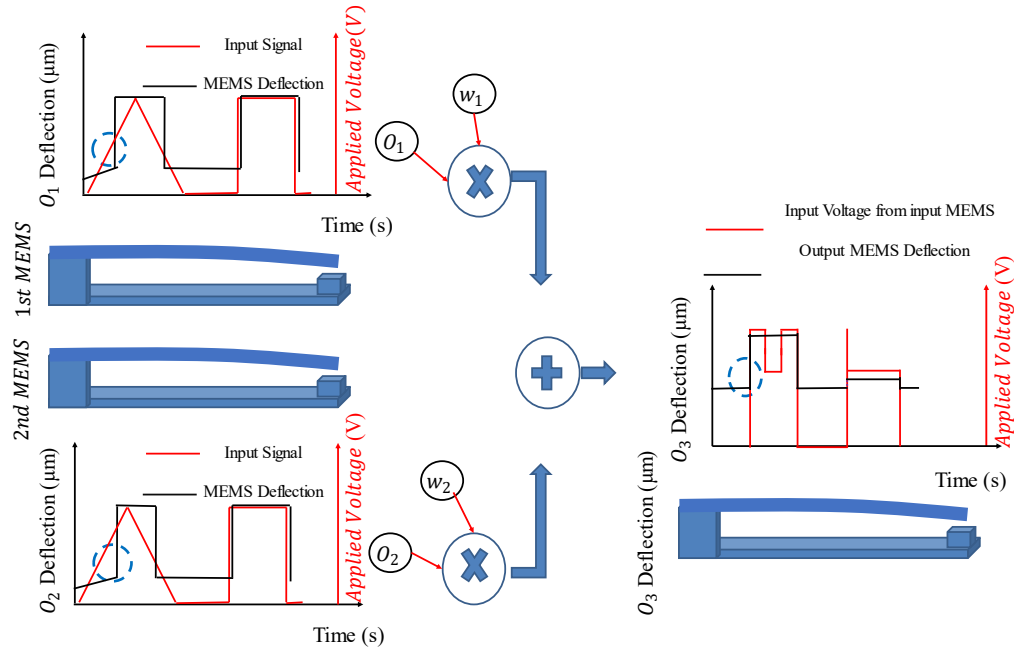 Input Signal
MEMS Deflection
O1 Deflection (μm)
Applied Voltage(V)
Time (s)
w1
O1
1st MEMS
2nd MEMS
Input Signal
MEMS Deflection
O2 Deflection (μm)
Applied Voltage (V)
Time (s)
w2
O2
Input Voltage from input MEMS
Output MEMS Deflection
O3 Deflection (μm)
Applied Voltage (V)
Time (s)
O3 Deflection (μm)